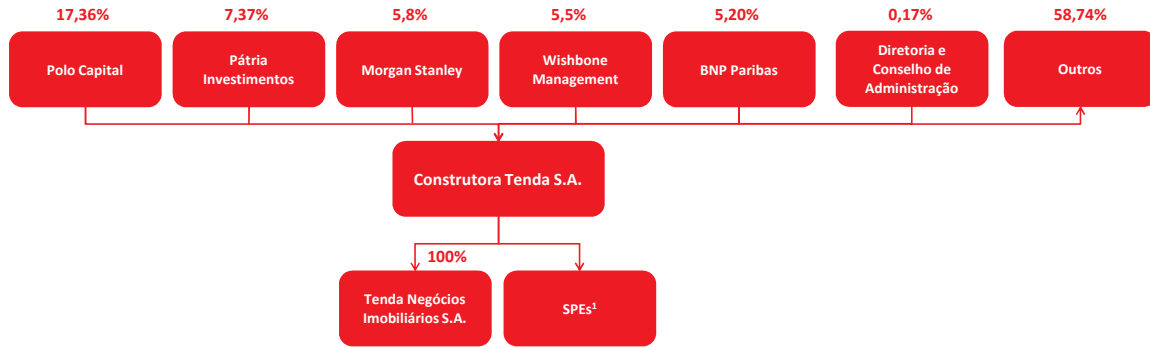 17,36% 7,37% 5,8% 5,5% 5,20% 0,17% 58,74%
Polo Capital
Pátria
Investimentos
Morgan Stanley
Wishbone
Management
BNP Paribas
Diretoria e
Conselho de
Administração
Outros
Construtora Tenda S.A.
100%
Tenda Negócios
Imobiliários S.A.
SPEs¹